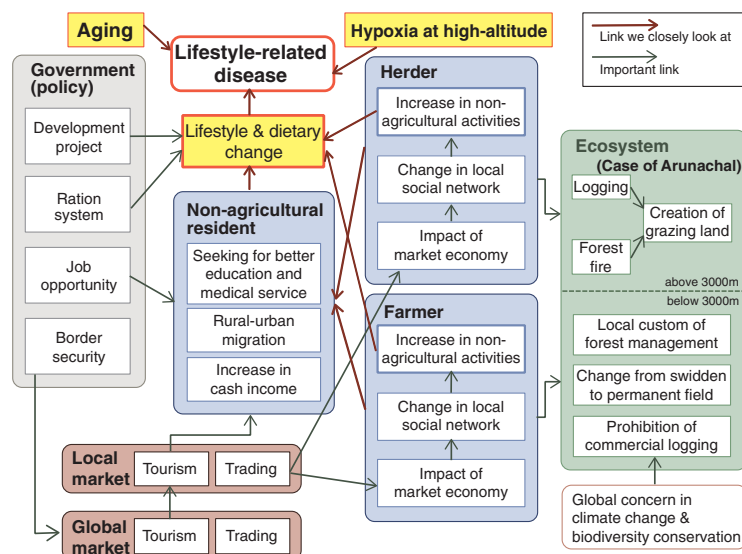 Aging
Lifestyle-related
disease
Hypoxia at high-altitude
Link we closely look at
Important link
Government
(policy)
Development
project
Ration
system
Job
opportunity
Border
security
Lifestyle & dietary
change
Non-agricultural
resident
Seeking for better
education and
medical service
Rural-urban
migration
Increase in
cash income
Herder
Increase in non-
agricultural activities
Change in local
social network
Impact of
market economy
Farmer
Increase in
non-agricultural activities
Change in local
social network
Impact of
market economy
Ecosystem
(Case of Arunachal)
Logging
Creation of
grazing land
Forest
fire
above 3000m
below 3000m
Local custom of
forest management
Change from swidden
to permanent field
Prohibition of
commercial logging
Global concern in
climate change &
biodiversity conservation
Local
market
Tourism
Trading
Global
market
Tourism
Trading